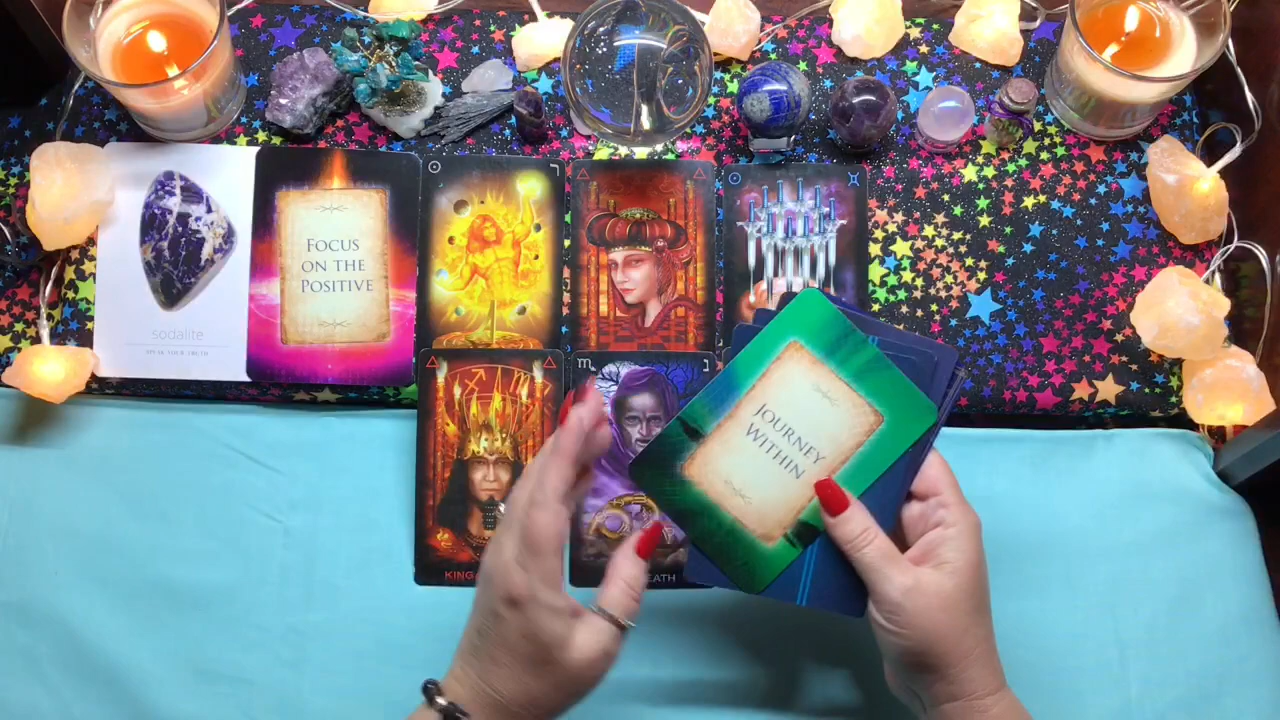 FOCUS
ON THE
POSITIVE
sodalite
SPEAK YOUR TRUTH
JOURNEY
WITHIN
KING
EATH